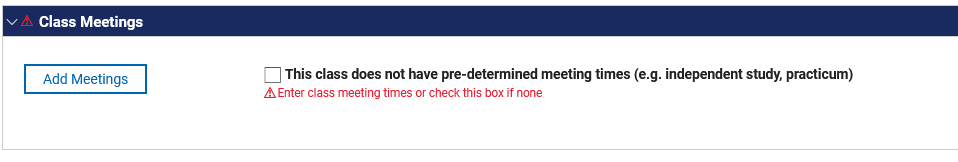 Class Meetings
Add Meetings
This class does not have pre-determined meeting times (e.g. independent study, practicum)
Enter class meeting times or check this box if none